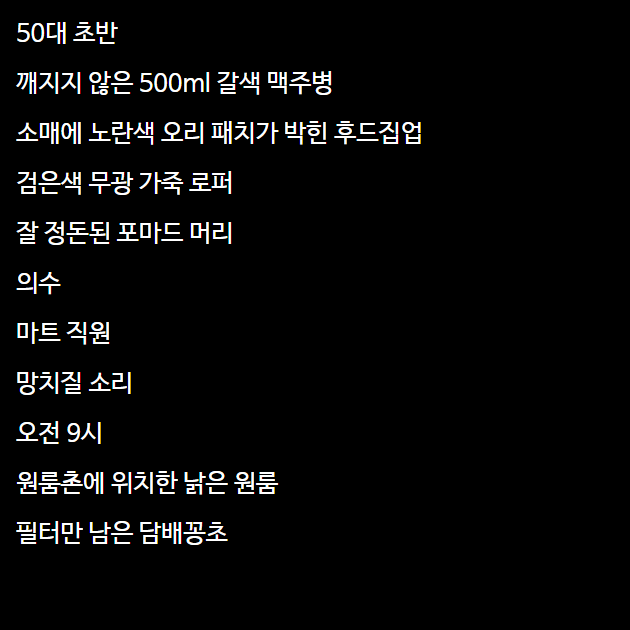 50대 초반
깨지지 않은 500ml 갈색 맥주병
소매에 노란색 오리 패치가 박힌 후드집업
검은색 무광 가죽 로퍼
잘 정돈된 포마드 머리
의수
마트 직원
망치질 소리
오전 9시
원룸촌에 위치한 낡은 원룸
필터만 남은 담배꽁초